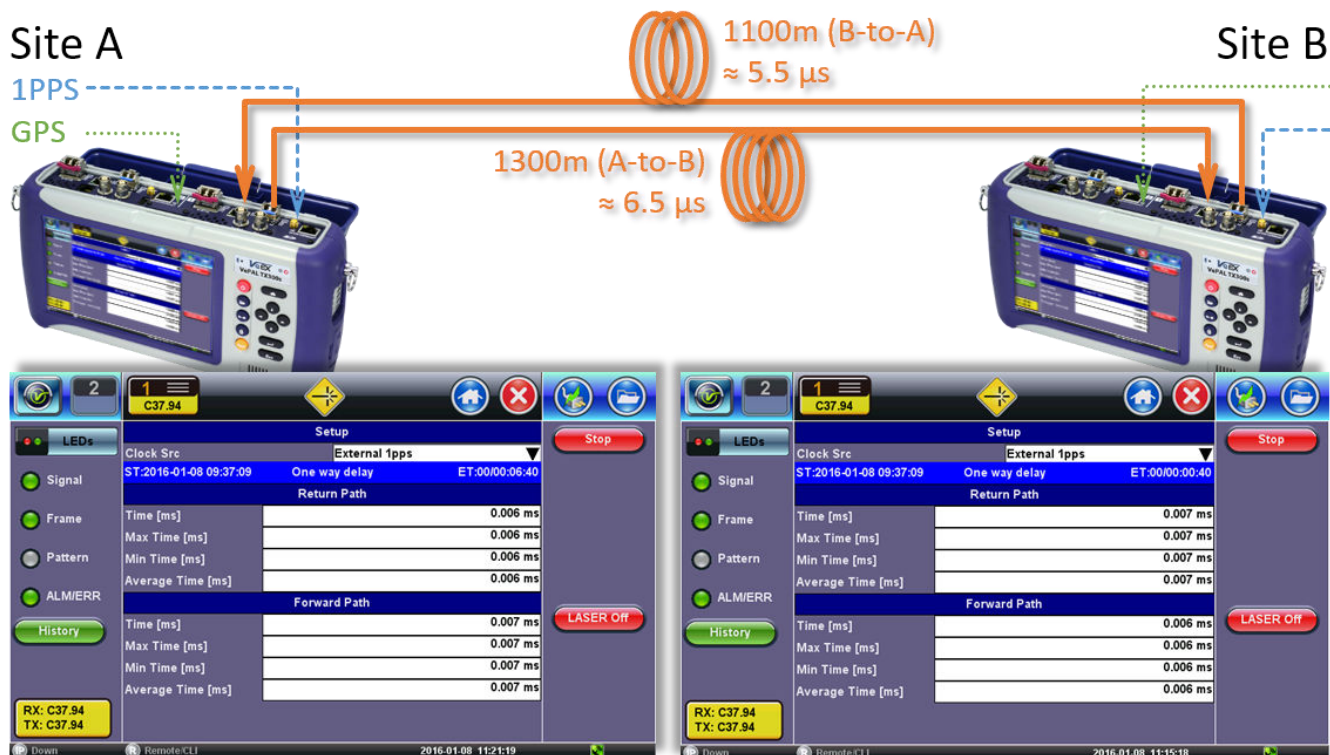 Site A
1PPS
GPS
1100m (B-to-A)
≈ 5.5 µs
1300m (A-to-B)
≈ 6.5 µs
Site B
VeEX
VePAL TX300s
VeEX
VePAL TX300s
2
1
C37.94
LEDs
Signal
Frame
Pattern
ALM/ERR
History
RX: C37.94
TX: C37.94
Setup
Clock Src External 1pps
ST:2016-01-08 09:37:09 One way delay ET:00/00:06:40
Return Path
Time [ms] 0.006 ms
Max Time [ms] 0.006 ms
Min Time [ms] 0.006 ms
Average Time [ms] 0.006 ms
Forward Path
Time [ms] 0.007 ms
Max Time [ms] 0.007 ms
Min Time [ms] 0.007 ms
Average Time [ms] 0.007 ms
Stop
LASER Off
(IP) Down (R) Remote/CLI 2016-01-08 11:21:19
2
1
C37.94
LEDs
Signal
Frame
Pattern
ALM/ERR
History
RX: C37.94
TX: C37.94
Setup
Clock Src External 1pps
ST:2016-01-08 09:37:09 One way delay ET:00/00:00:40
Return Path
Time [ms] 0.007 ms
Max Time [ms] 0.007 ms
Min Time [ms] 0.007 ms
Average Time [ms] 0.007 ms
Forward Path
Time [ms] 0.006 ms
Max Time [ms] 0.006 ms
Min Time [ms] 0.006 ms
Average Time [ms] 0.006 ms
Stop
LASER Off
(IP) Down (R) Remote/CLI 2016-01-08 11:15:18